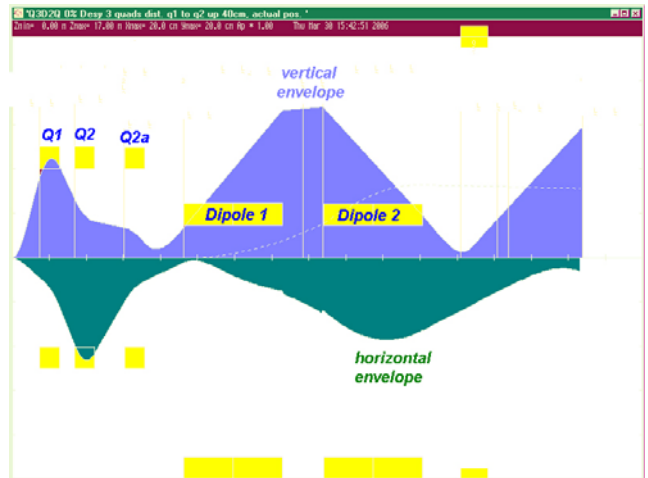 'Q3D2Q 0% Desy 3 quads dist. q1 to q2 up 40cm, actual pos. '
Zmin= 0.00 m Zmax= 17.00 m Xmax= 20.0 cm Ymax= 20.0 cm Ap * 1.00 Thu Mar 30 15:42:51 2006
vertical
envelope
Q1 Q2 Q2a
Dipole 1 Dipole 2
horizontal
envelope